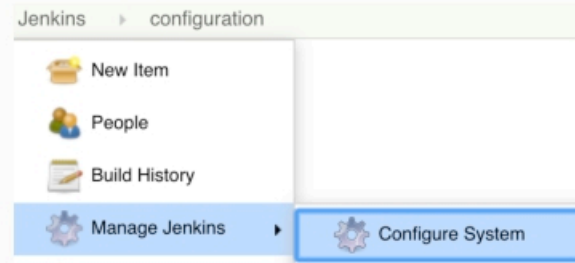 Jenkins configuration
New Item
People
Build History
Manage Jenkins
Configure System